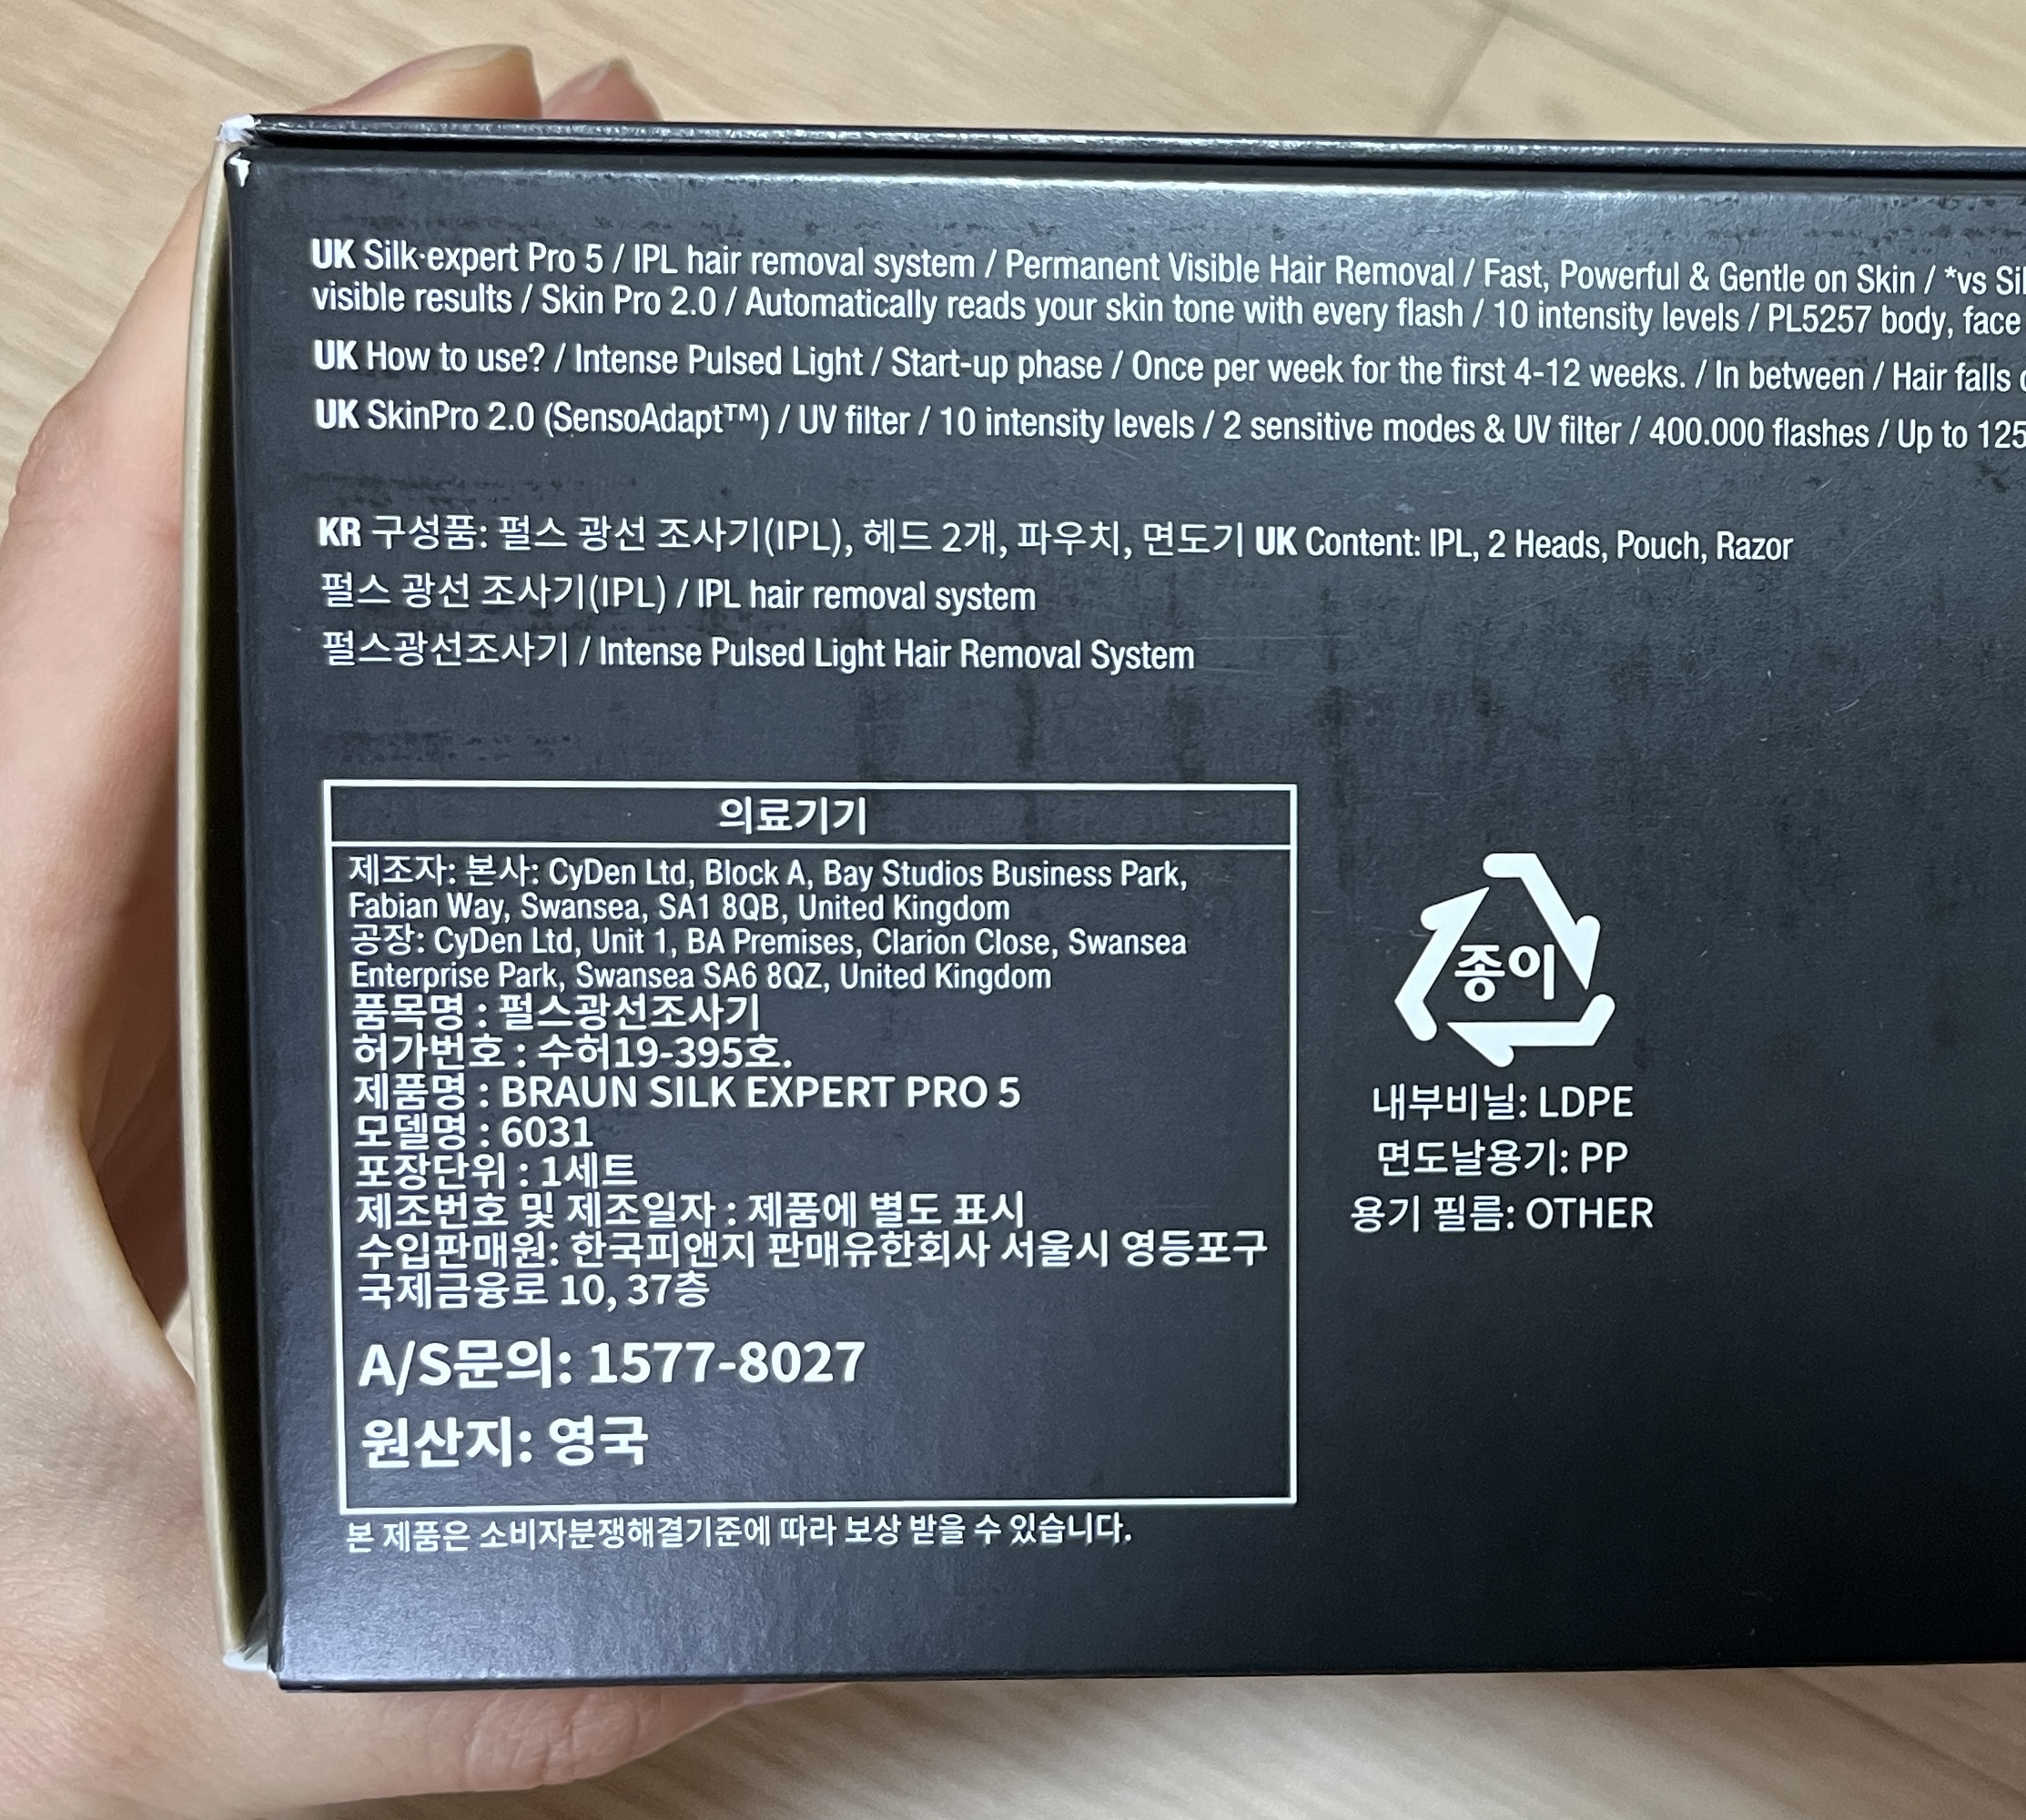 UK Silk·expert Pro 5 / IPL hair removal system / Permanent Visible Hair Removal / Fast, Powerful & Gentle on Skin / *vs
visible results / Skin Pro 2.0 / Automatically reads your skin tone with every flash / 10 intensity levels / PL5257 body, face
UK How to use? / Intense Pulsed Light / Start-up phase / Once per week for the first 4-12 weeks. / In between / Hair falls
UK SkinPro 2.0 (SensoAdapt™) / UV filter / 10 intensity levels / 2 sensitive modes & UV filter / 400.000 flashes / Up to 125
KR 구성품: 펄스 광선 조사기(IPL), 헤드 2개, 파우치, 면도기 UK Content: IPL, 2 Heads, Pouch, Razor
펄스 광선 조사기(IPL) / IPL hair removal system
펄스광선조사기 / Intense Pulsed Light Hair Removal System
의료기기
제조자: 본사: CyDen Ltd, Block A, Bay Studios Business Park,
Fabian Way, Swansea, SA1 8QB, United Kingdom
공장: CyDen Ltd, Unit 1, BA Premises, Clarion Close, Swansea
Enterprise Park, Swansea SA6 8QZ, United Kingdom
품목명 : 펄스광선조사기
허가번호 : 수허19-395호.
제품명 : BRAUN SILK EXPERT PRO 5
모델명 : 6031
포장단위 : 1세트
제조번호 및 제조일자 : 제품에 별도 표시
수입판매원: 한국피앤지 판매유한회사 서울시 영등포구
국제금융로 10, 37층
A/S문의: 1577-8027
원산지: 영국
본 제품은 소비자분쟁해결기준에 따라 보상 받을 수 있습니다.
종이
내부비닐: LDPE
면도날용기: PP
용기 필름: OTHER